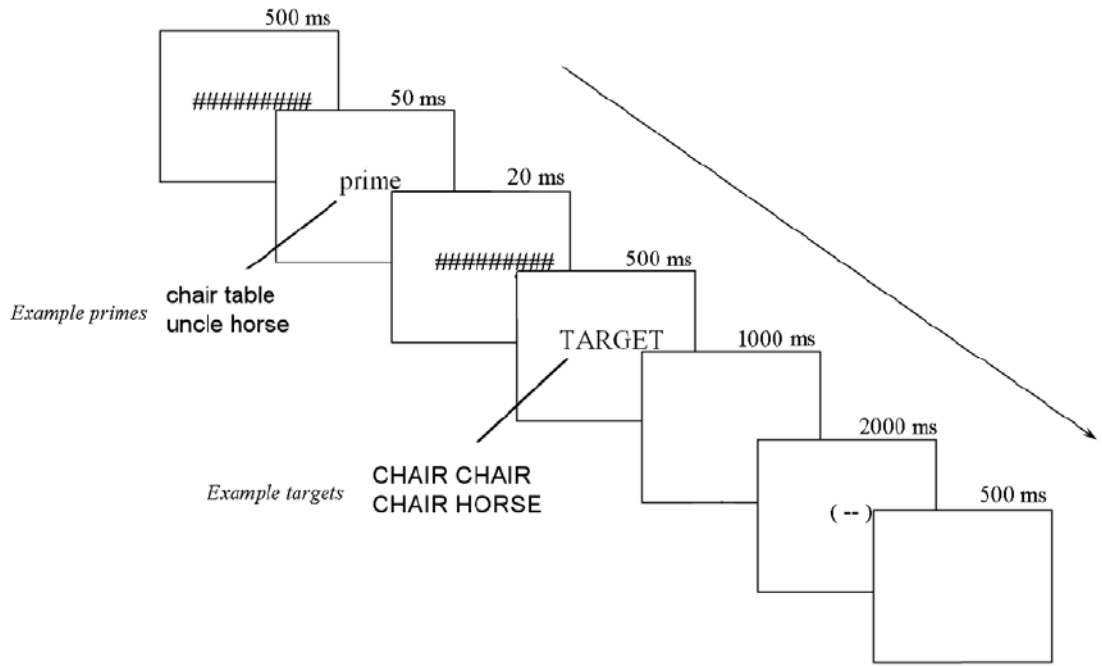 500 ms
##########
50 ms
prime
20 ms
##########
500 ms
Example primes
chair table
uncle horse
TARGET
1000 ms
Example targets
CHAIR CHAIR
CHAIR HORSE
2000 ms
( -- )
500 ms